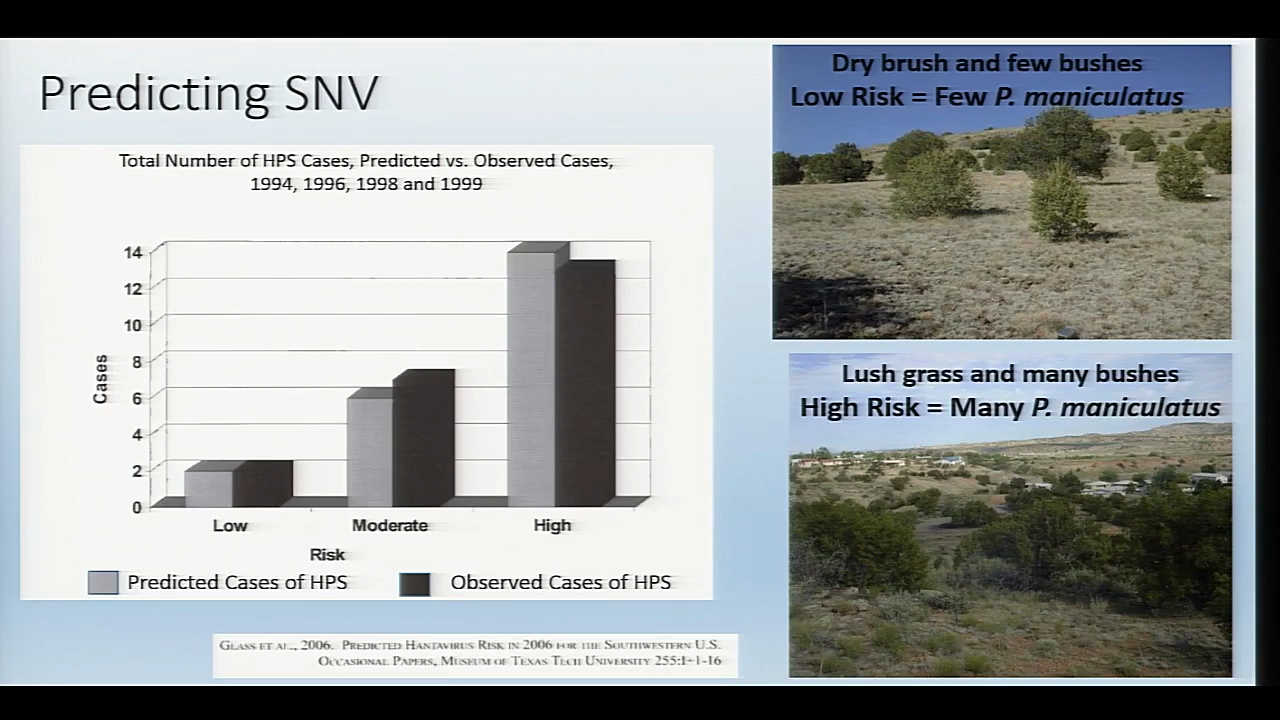 Predicting SNV
Total Number of HPS Cases, Predicted vs. Observed Cases,
1994, 1996, 1998 and 1999
14
12
10
8
6
4
2
0
Cases
Low
Moderate
High
Risk
Predicted Cases of HPS
Observed Cases of HPS
GLASS ET AL., 2006. PREDICTED HANTAVIRUS RISK IN 2006 FOR THE SOUTHWESTERN U.S.
OCCASIONAL PAPERS, MUSEUM OF TEXAS TECH UNIVERSITY 255:I+1-16
Dry brush and few bushes
Low Risk = Few P. maniculatus
Lush grass and many bushes
High Risk = Many P. maniculatus